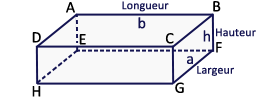 Longueur
A b B
D C h Hauteur
E F
a
Largeur
H G